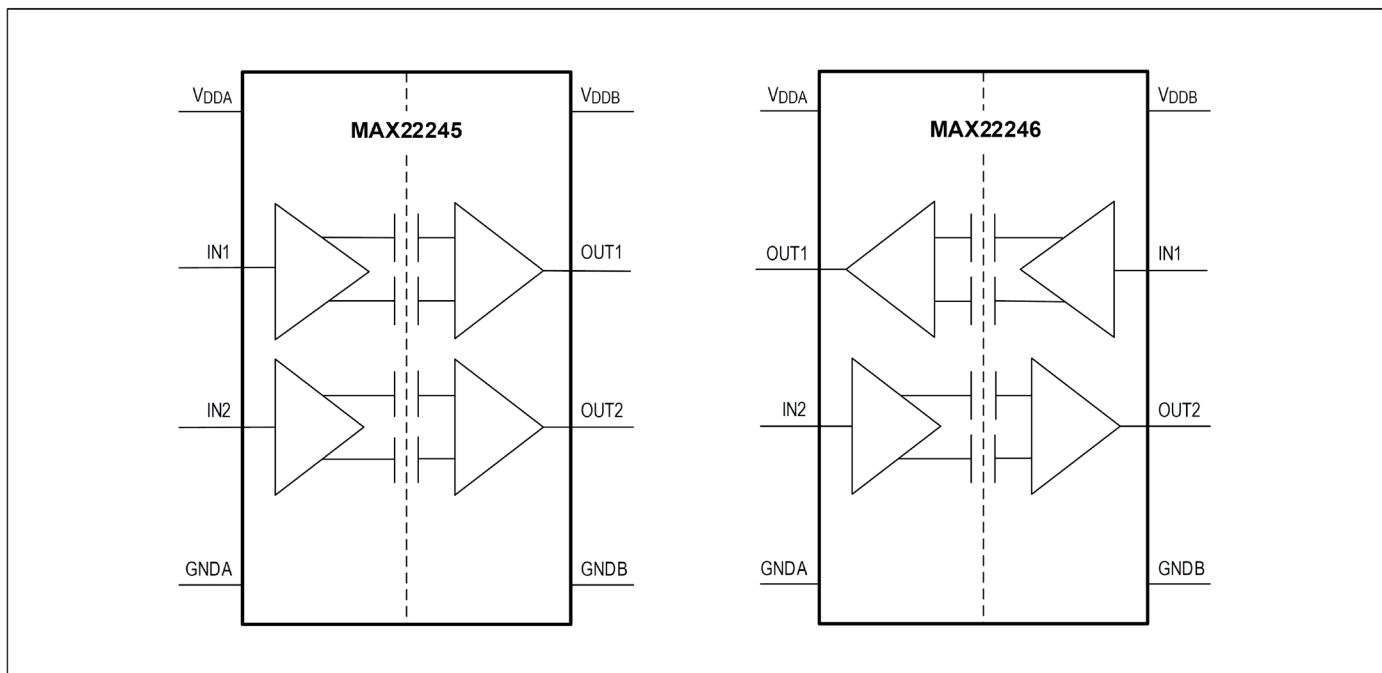 VDDA
VDDB
MAX22245
IN1
OUT1
IN2
OUT2
GNDA
GNDB
VDDA
VDDB
MAX22246
OUT1
IN1
IN2
OUT2
GNDA
GNDB